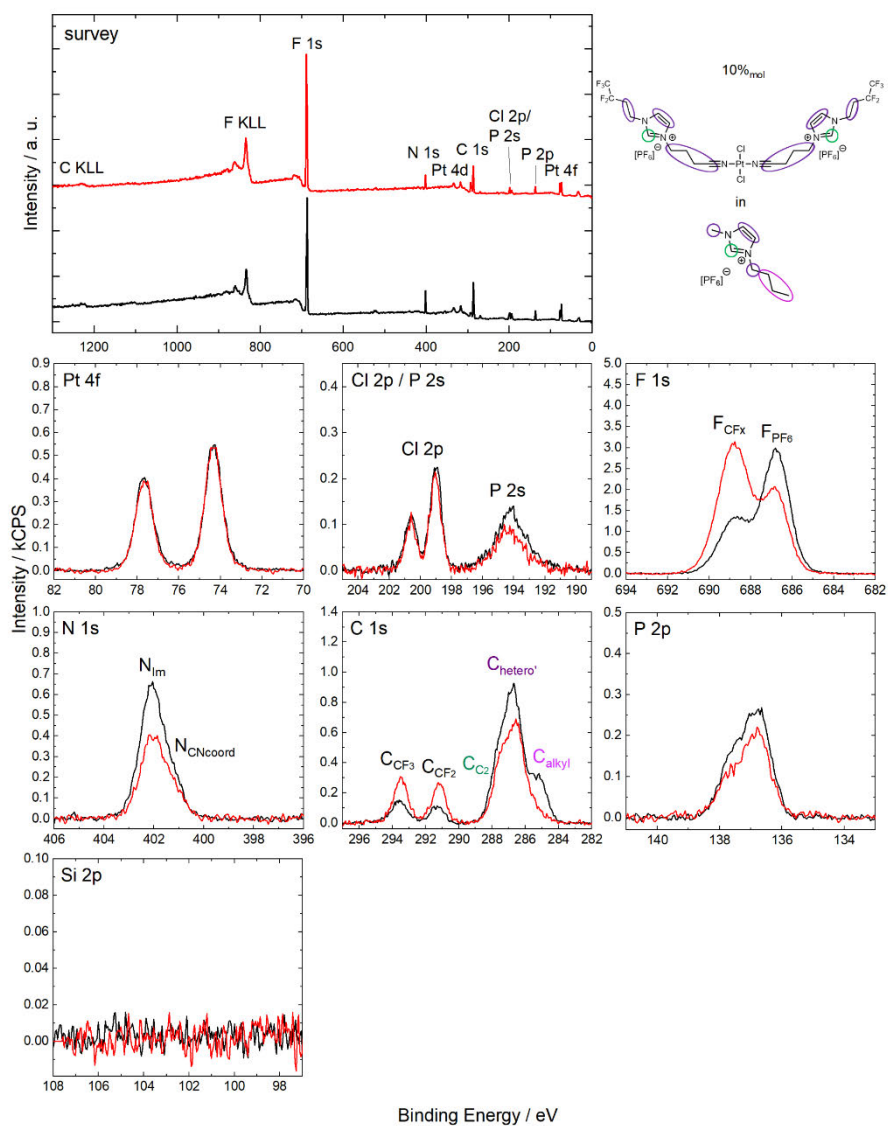 survey
F 1s
F KLL
C KLL
N 1s
Pt 4d
C 1s
Cl 2p/
P 2s
P 2p
Pt 4f
Intensity / a. u.
1200 1000 800 600 400 200 0
10%mol
F3C CF3
F2C CF2
N N
N⊕ ⊕N
[PF6]⊖ Cl [PF6]⊖
N Pt N
Cl
in
N
N
⊕
[PF6]⊖
Pt 4f
0.9
0.8
0.7
0.6
0.5
0.4
0.3
0.2
0.1
0.0
82 80 78 76 74 72 70
Cl 2p / P 2s
Cl 2p
P 2s
0.4
0.2
0.0
204 202 200 198 196 194 192 190
F 1s
FCFx
FPF6
5.0
4.5
4.0
3.5
3.0
2.5
2.0
1.5
1.0
0.5
0.0
694 692 690 688 686 684 682
Intensity / kCPS
N 1s
NIm
NCNcoord
1.0
0.9
0.8
0.7
0.6
0.5
0.4
0.3
0.2
0.1
0.0
406 404 402 400 398 396
C 1s
Chetero'
CCF3
CCF2
CC2
Calkyl
1.4
1.2
1.0
0.8
0.6
0.4
0.2
0.0
296 294 292 290 288 286 284 282
P 2p
0.5
0.4
0.3
0.2
0.1
0.0
140 138 136 134
Si 2p
0.10
0.08
0.06
0.04
0.02
0.00
108 106 104 102 100 98
Binding Energy / eV